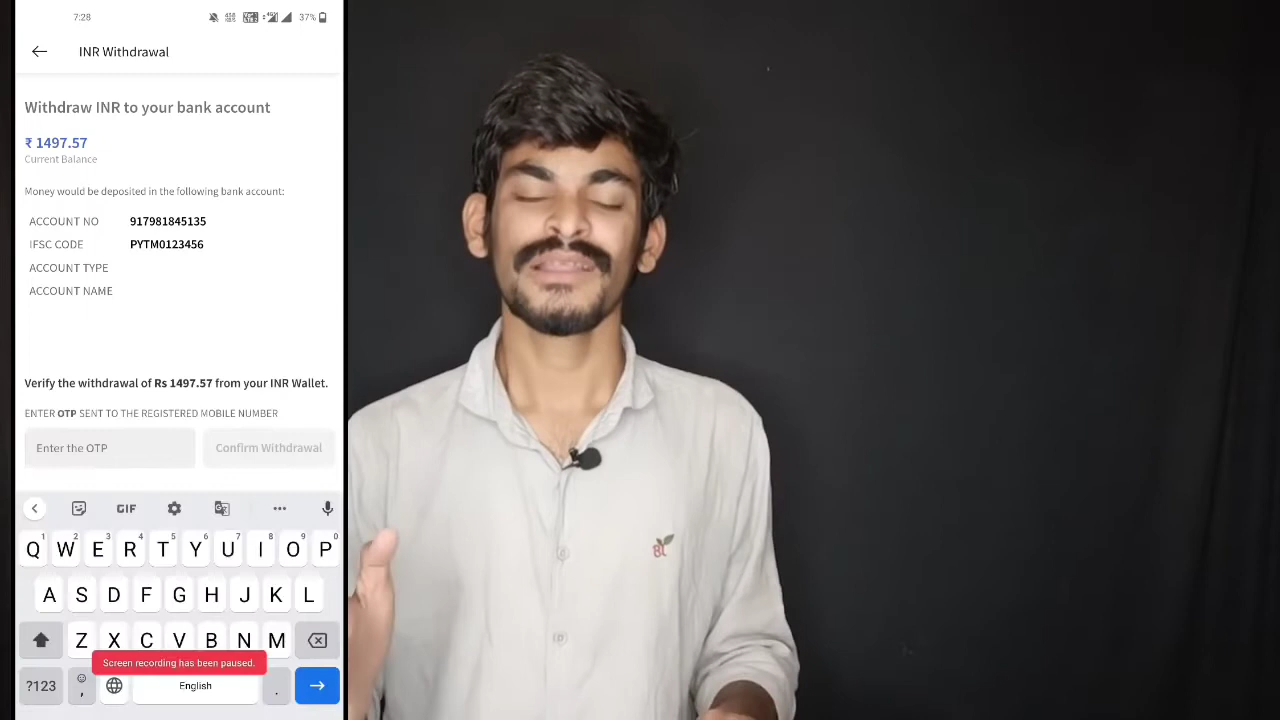 7:28
37%
INR Withdrawal
Withdraw INR to your bank account
₹ 1497.57
Current Balance
Money would be deposited in the following bank account:
ACCOUNT NO 917981845135
IFSC CODE PYTM0123456
ACCOUNT TYPE
ACCOUNT NAME
Verify the withdrawal of Rs 1497.57 from your INR Wallet.
ENTER OTP SENT TO THE REGISTERED MOBILE NUMBER
Enter the OTP Confirm Withdrawal
GIF
1 2 3 4 5 6 7 8 9 0
Q W E R T Y U I O P
A S D F G H J K L
Z X C V B N M
Screen recording has been paused.
?123 , English .